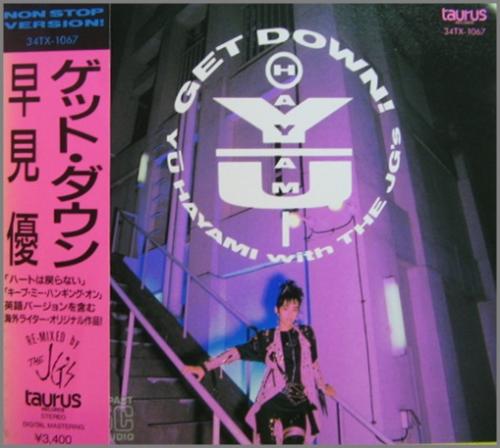 NON STOP
VERSION!
34TX-1067
ゲット・ダウン
早見優
「ハートは戻らない」
「キープ・ミー・ハンギング・オン」
英語バージョンを含む
海外ライター・オリジナル作品!
RE-MIXED by
THE JG's
taurus
RECORDS
STEREO
DIGITAL MASTERING
¥3,400
taurus
RECORDS
34TX-1067
GET DOWN!
YU HAYAMI with THE JG's
HAYAMI
YU